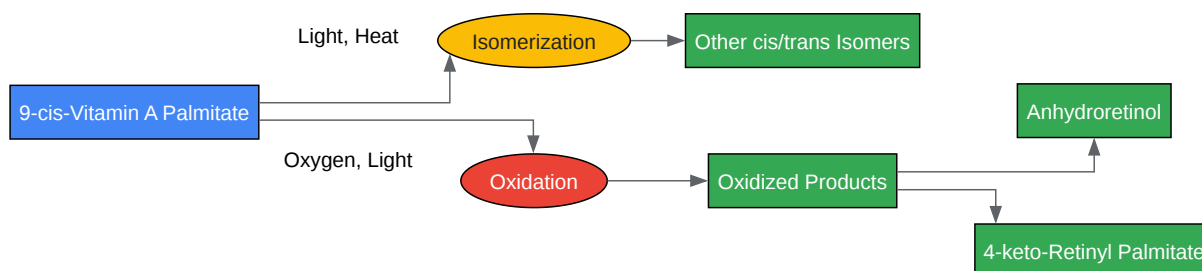 Light, Heat
Isomerization
Other cis/trans Isomers
9-cis-Vitamin A Palmitate
Anhydroretinol
Oxygen, Light
Oxidation
Oxidized Products
4-keto-Retinyl Palmitate